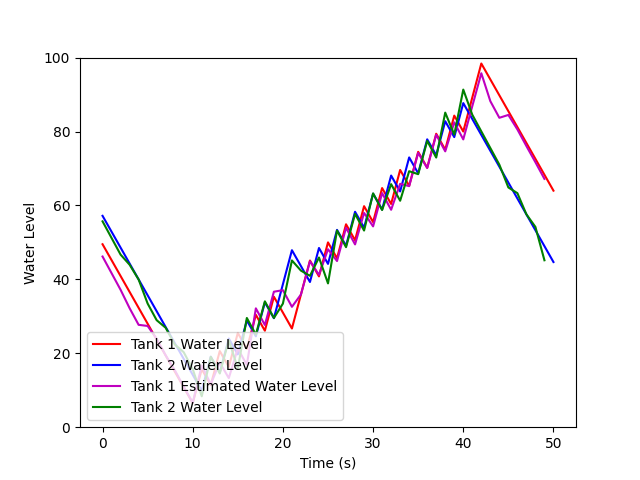 100
80
60
40
20
0
Water Level
Tank 1 Water Level
Tank 2 Water Level
Tank 1 Estimated Water Level
Tank 2 Water Level
0 10 20 30 40 50
Time (s)